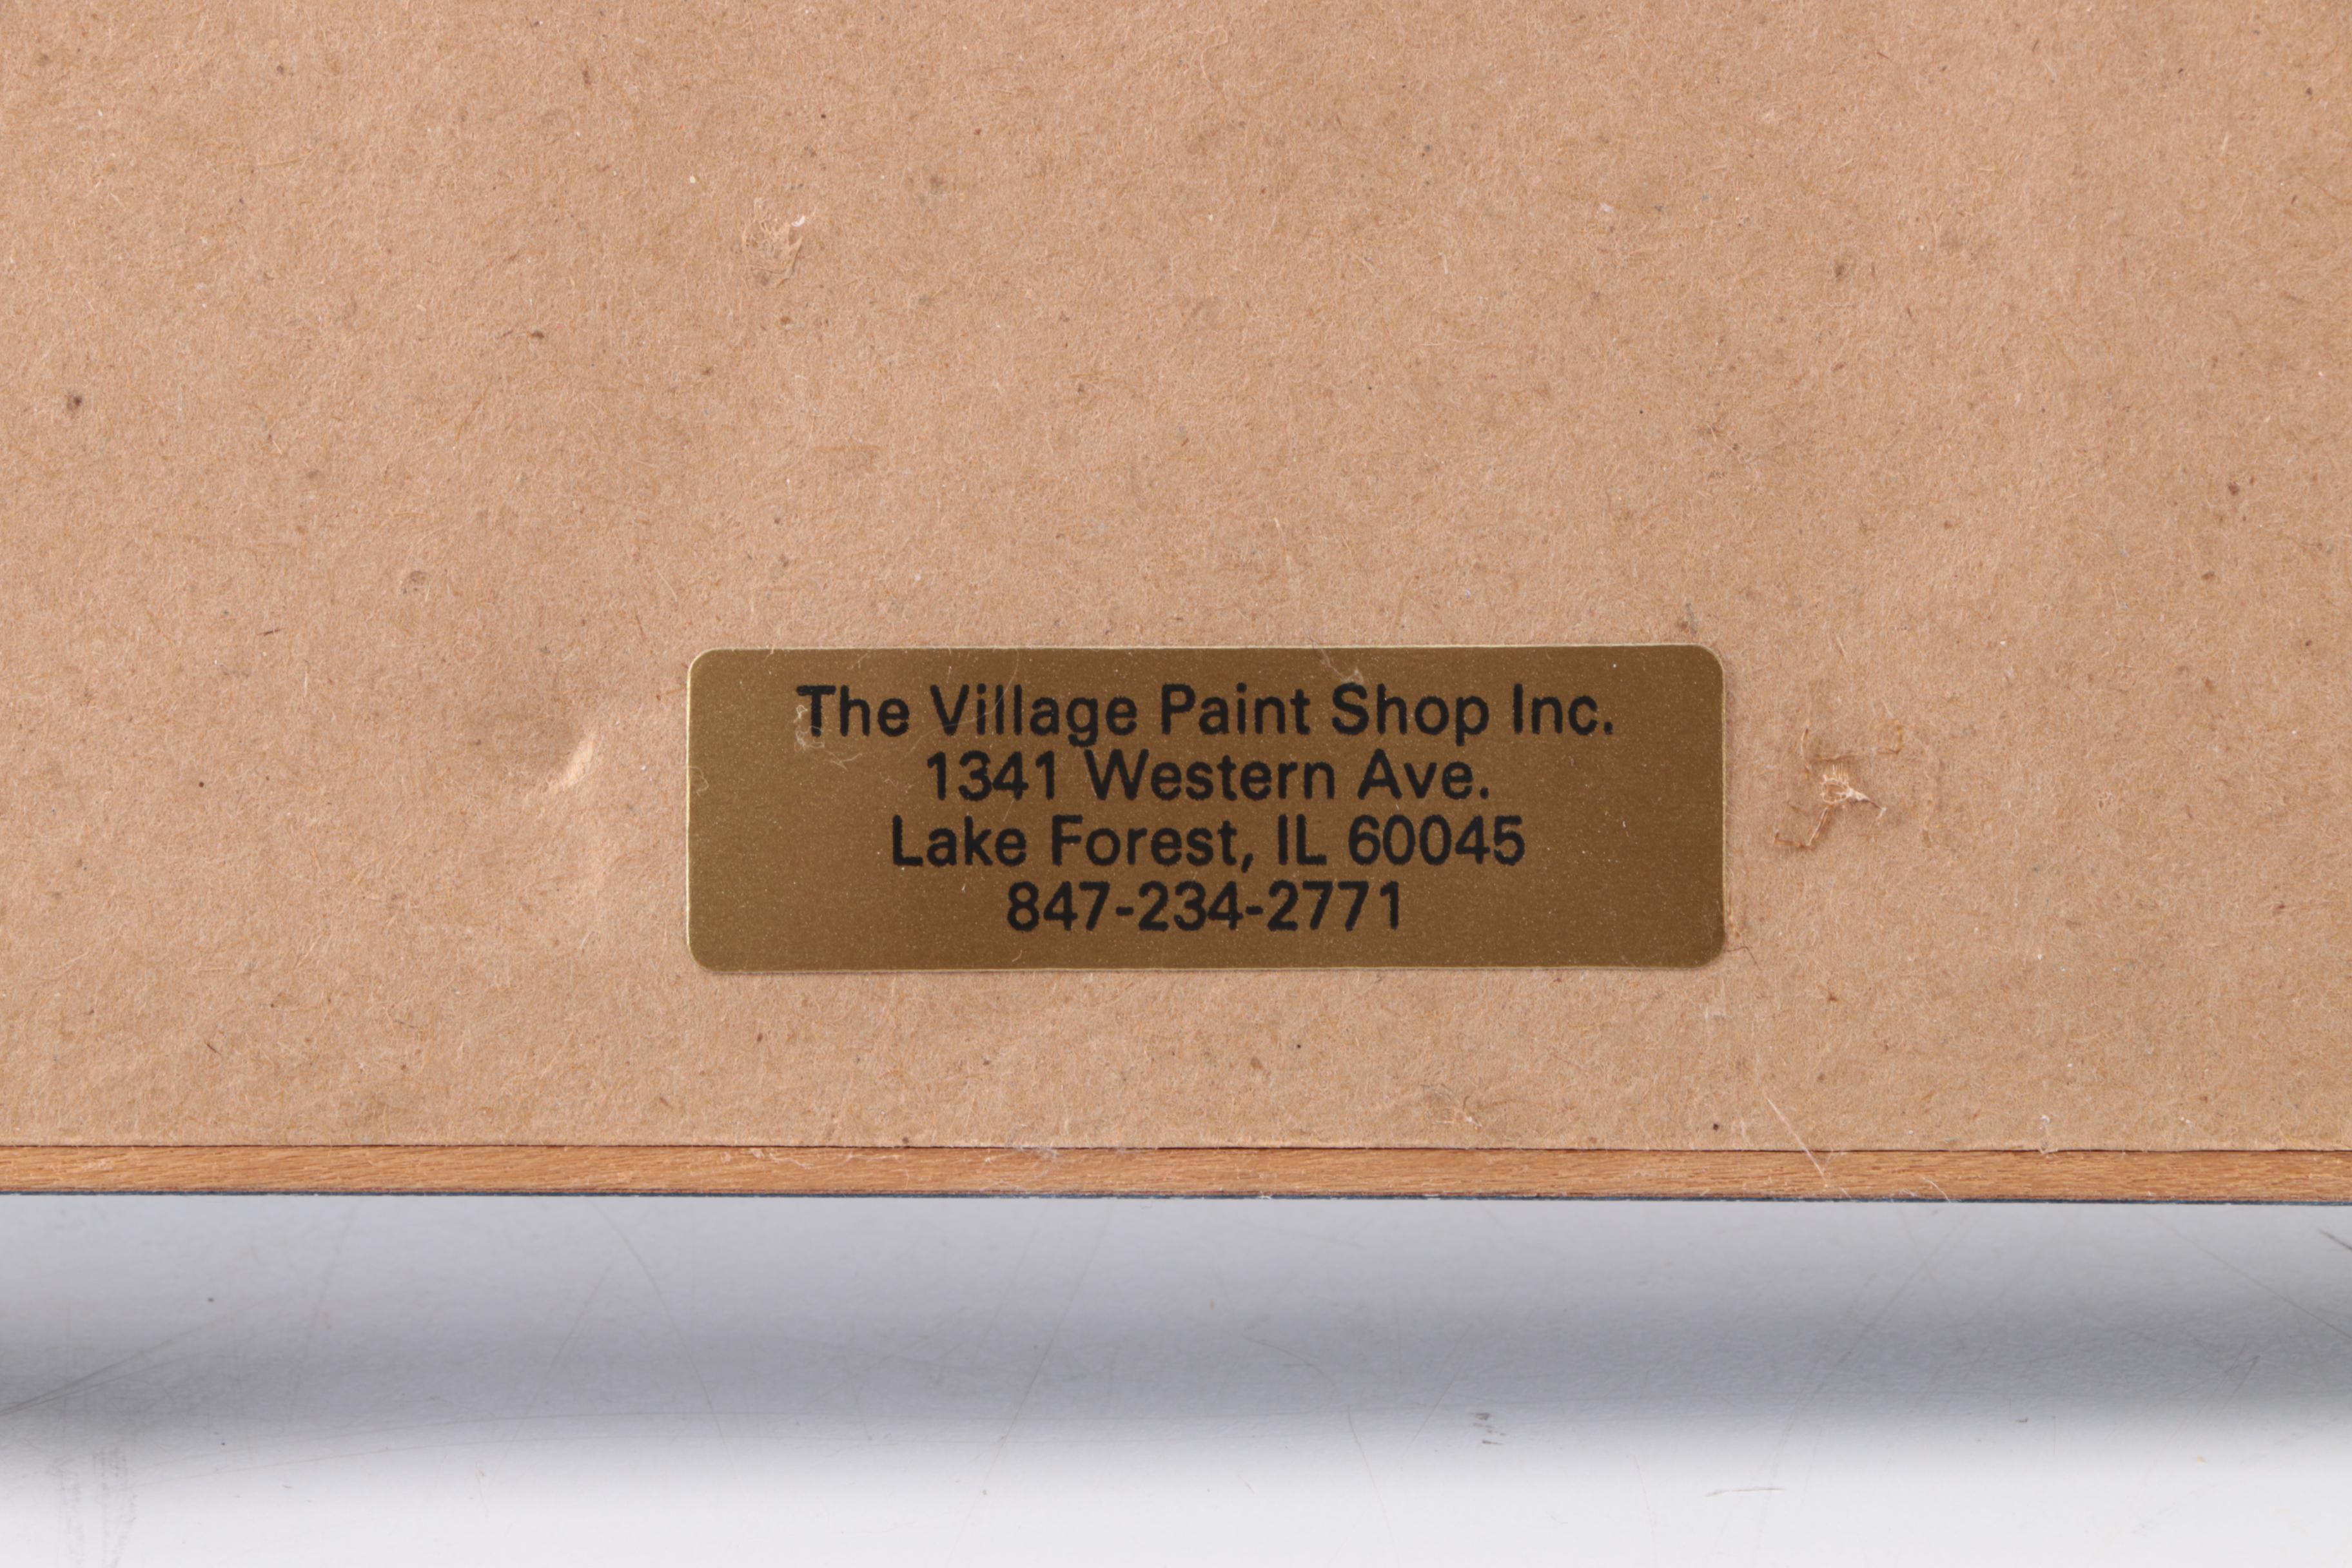 The Village Paint Shop Inc.
1341 Western Ave.
Lake Forest, IL 60045
847-234-2771